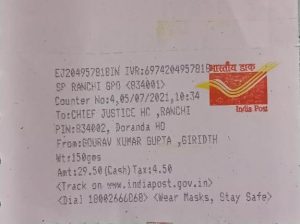 EJ204957818IN IVR:6974204957818
SP RANCHI GPO <834001>
Counter No:4,05/07/2021,10:34
To:CHIEF JUSTICE HC ,RANCHI
PIN:834002, Doranda HO
From:GOURAV KUMAR GUPTA ,GIRIDTH
Wt:150gms
Amt:29.50(Cash)Tax:4.50
<Track on www.indiapost.gov.in>
<Dial 18002666868> <Wear Masks, Stay Safe>
भारतीय डाक
India Post